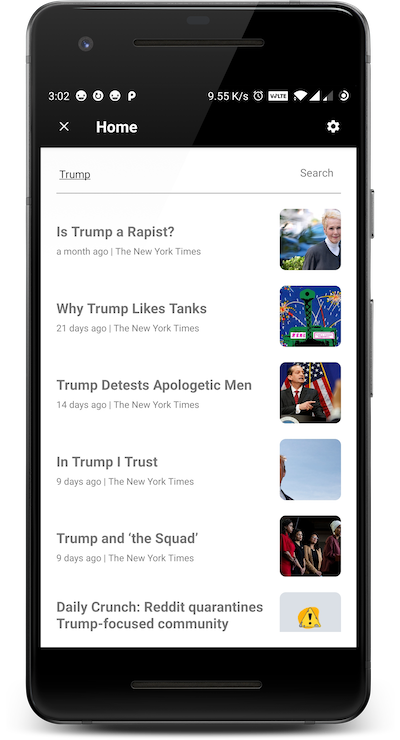 3:02 9.55 K/s VoLTE
Home
Trump Search
Is Trump a Rapist?
a month ago | The New York Times
Why Trump Likes Tanks
21 days ago | The New York Times
Trump Detests Apologetic Men
14 days ago | The New York Times
In Trump I Trust
9 days ago | The New York Times
Trump and ‘the Squad’
9 days ago | The New York Times
Daily Crunch: Reddit quarantines
Trump-focused community